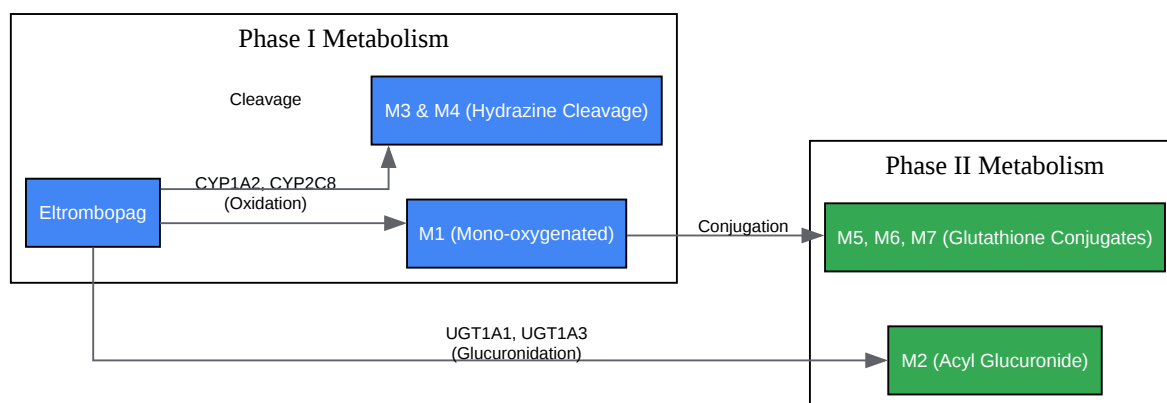 Phase I Metabolism
Cleavage
M3 & M4 (Hydrazine Cleavage)
CYP1A2, CYP2C8
(Oxidation)
Eltrombopag
M1 (Mono-oxygenated)
Conjugation
Phase II Metabolism
M5, M6, M7 (Glutathione Conjugates)
UGT1A1, UGT1A3
(Glucuronidation)
M2 (Acyl Glucuronide)